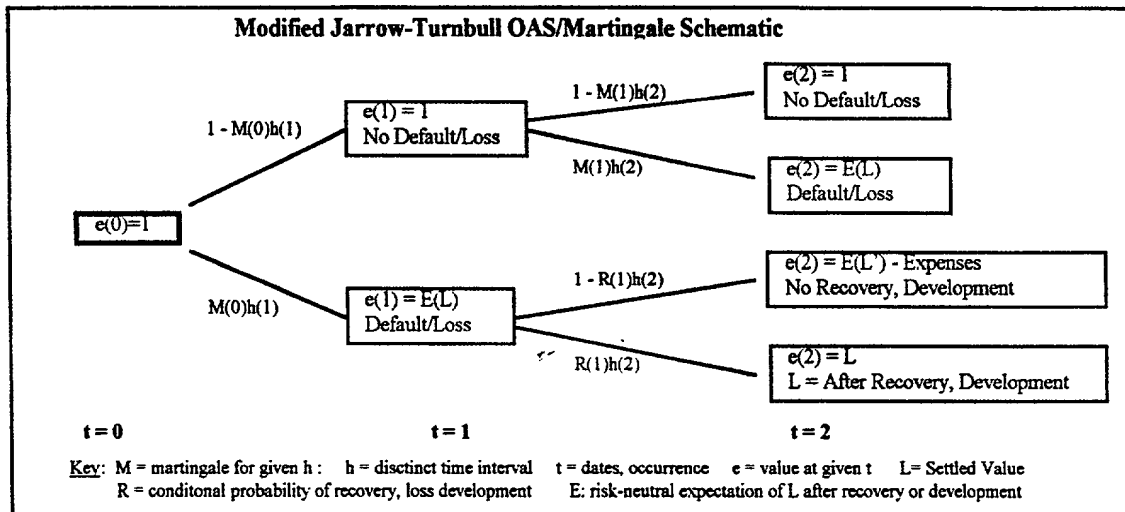 Modified Jarrow-Turnbull OAS/Martingale Schematic
e(2) = 1
No Default/Loss
1 - M(1)h(2)
e(1) = 1
No Default/Loss
1 - M(0)h(1)
M(1)h(2)
e(2) = E(L)
Default/Loss
e(0)=1
e(2) = E(L') - Expenses
No Recovery, Development
1 - R(1)h(2)
e(1) = E(L)
Default/Loss
M(0)h(1)
R(1)h(2)
e(2) = L
L = After Recovery, Development
t = 0 t = 1 t = 2
Key: M = martingale for given h : h = disctinct time interval t = dates, occurrence e = value at given t L= Settled Value
R = conditonal probability of recovery, loss development E: risk-neutral expectation of L after recovery or development